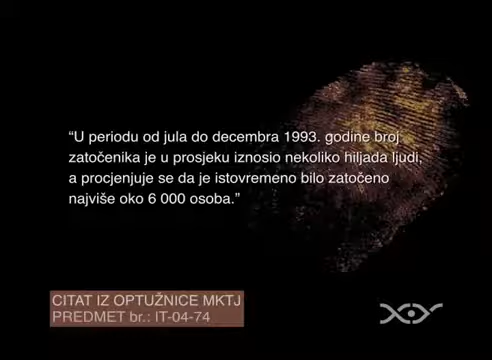 “U periodu od jula do decembra 1993. godine broj
zatočenika je u prosjeku iznosio nekoliko hiljada ljudi,
a procjenjuje se da je istovremeno bilo zatočeno
najviše oko 6 000 osoba.”
CITAT IZ OPTUŽNICE MKTJ
PREDMET br.: IT-04-74